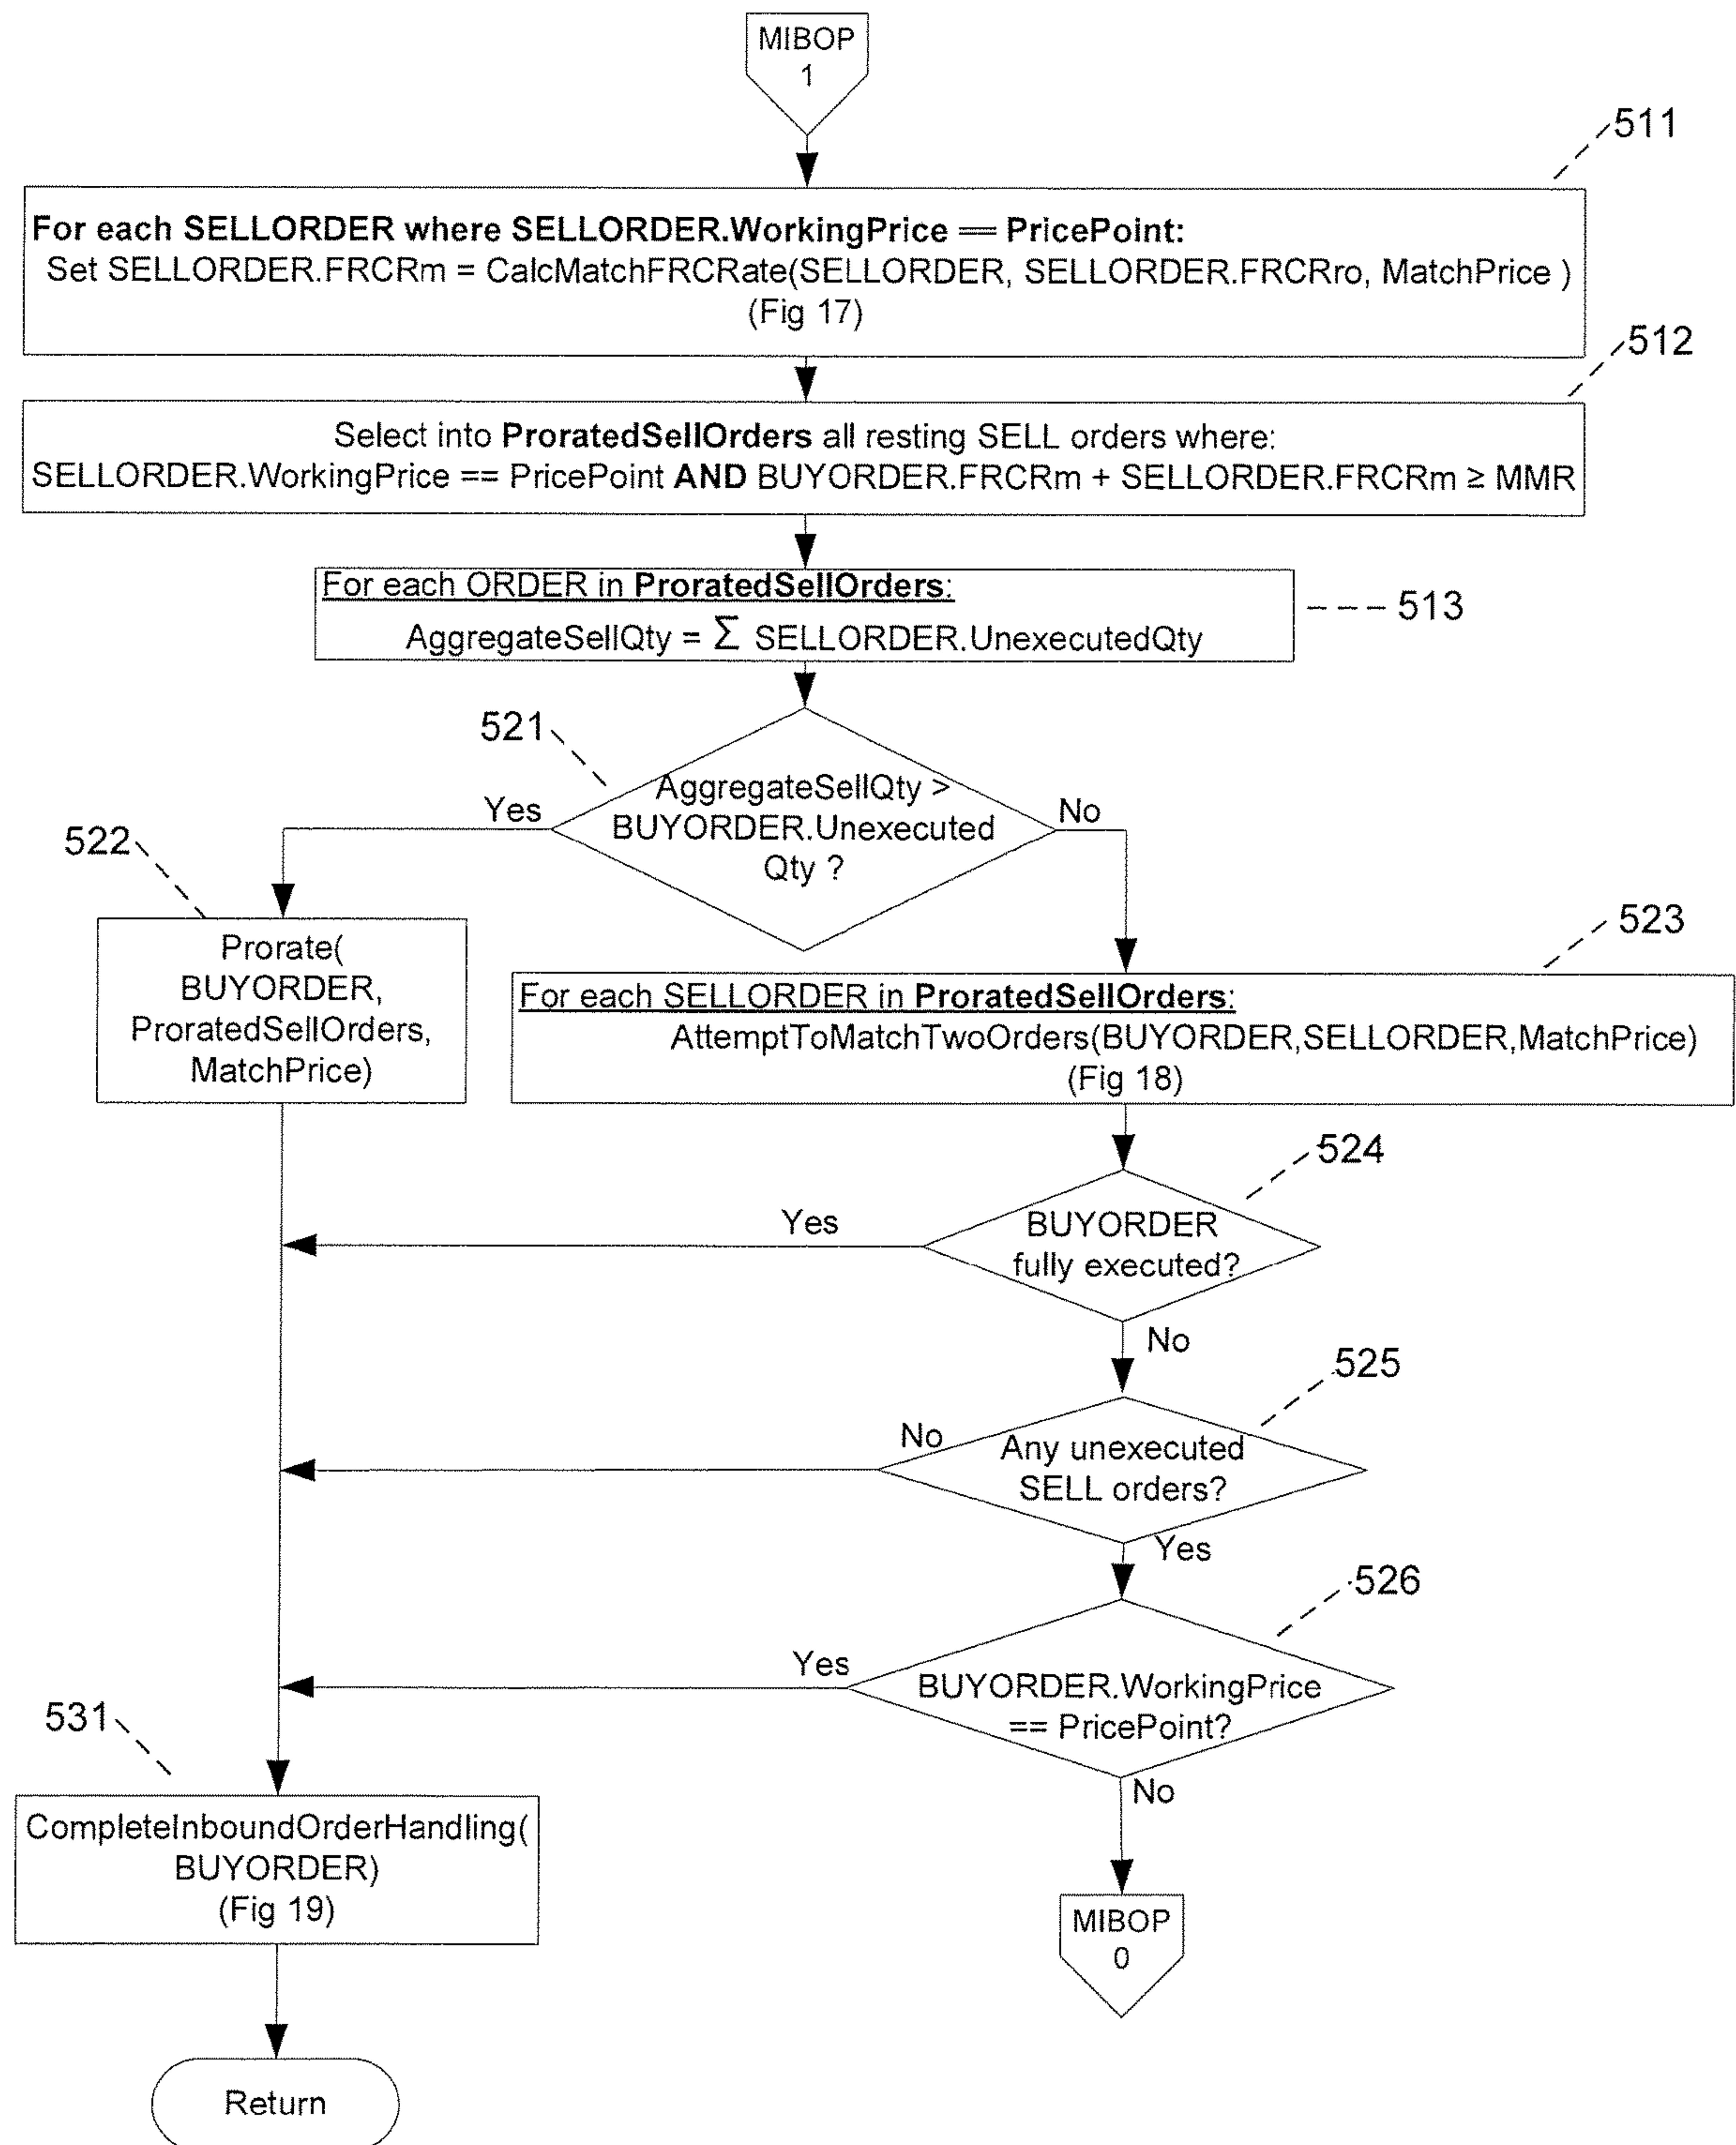 MIBOP
1
511
For each SELLORDER where SELLORDER.WorkingPrice == PricePoint:
Set SELLORDER.FRCRm = CalcMatchFRCRate(SELLORDER, SELLORDER.FRCRro, MatchPrice )
(Fig 17)
512
Select into ProratedSellOrders all resting SELL orders where:
SELLORDER.WorkingPrice == PricePoint AND BUYORDER.FRCRm + SELLORDER.FRCRm ≥ MMR
For each ORDER in ProratedSellOrders:
AggregateSellQty = Σ SELLORDER.UnexecutedQty
513
521
AggregateSellQty >
BUYORDER.Unexecuted
Qty ?
Yes
No
522
Prorate(
BUYORDER,
ProratedSellOrders,
MatchPrice)
523
For each SELLORDER in ProratedSellOrders:
AttemptToMatchTwoOrders(BUYORDER,SELLORDER,MatchPrice)
(Fig 18)
524
BUYORDER
fully executed?
Yes
No
525
Any unexecuted
SELL orders?
No
Yes
526
BUYORDER.WorkingPrice
== PricePoint?
Yes
No
531
CompleteInboundOrderHandling(
BUYORDER)
(Fig 19)
MIBOP
0
Return